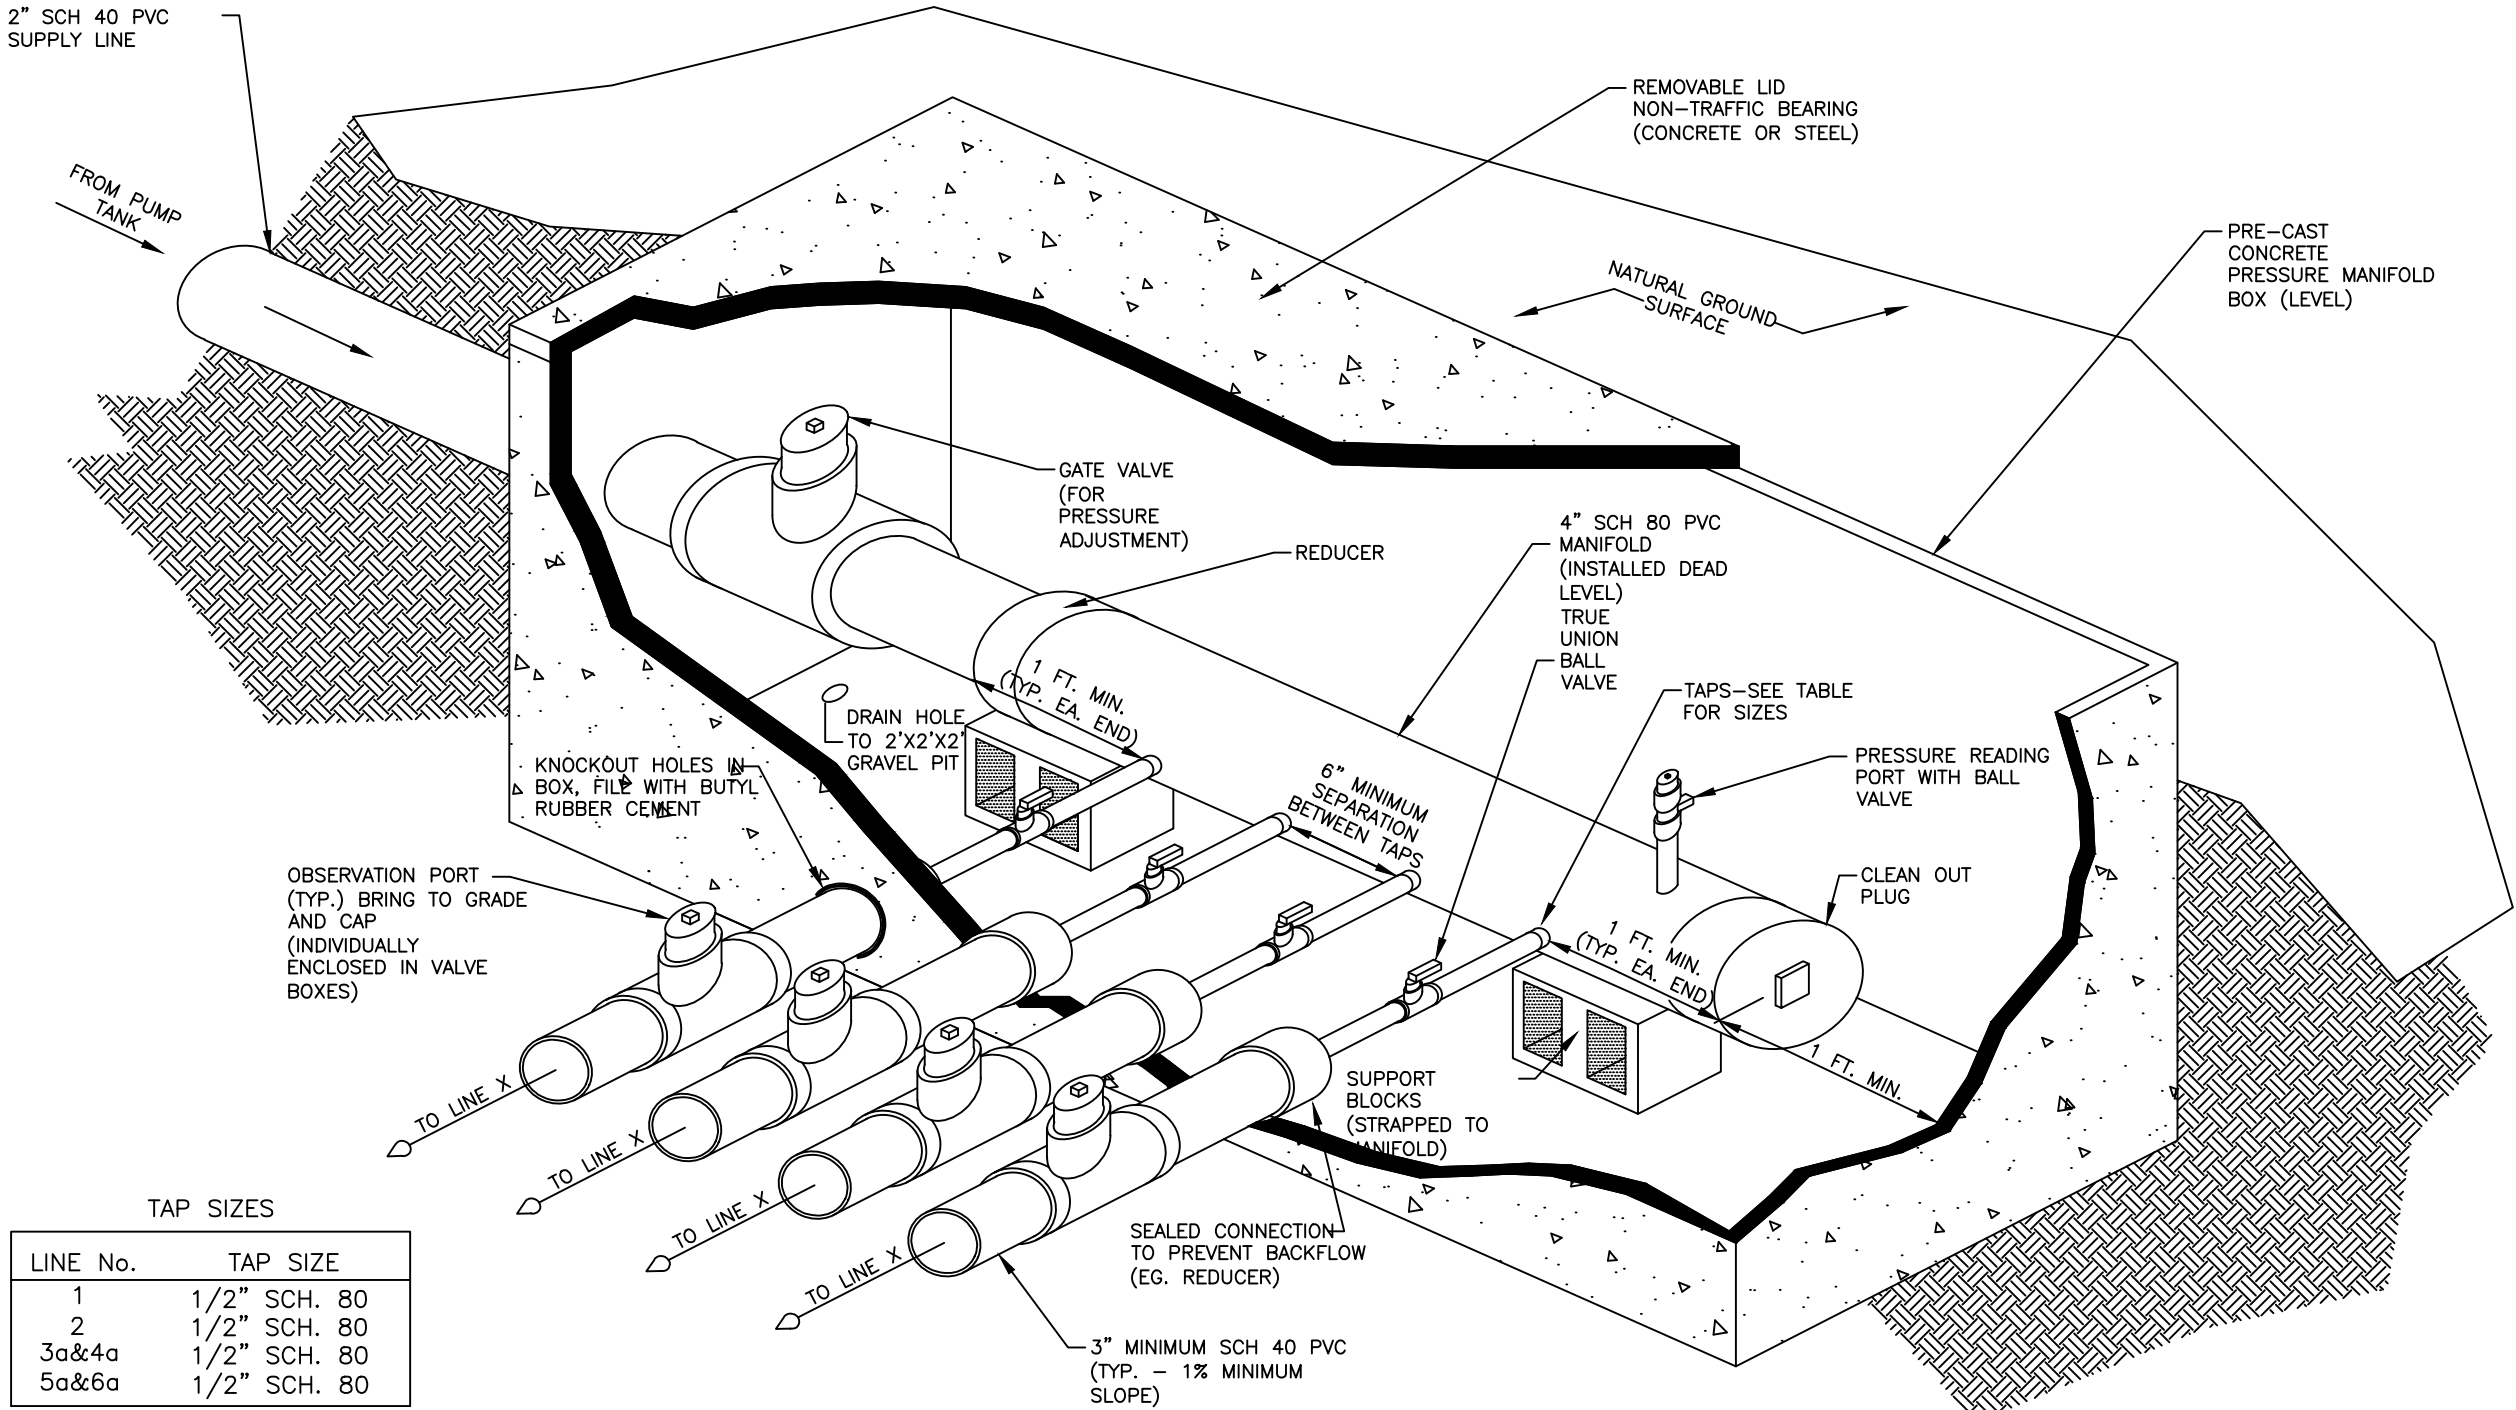 2" SCH 40 PVC
SUPPLY LINE
FROM PUMP
TANK
REMOVABLE LID
NON-TRAFFIC BEARING
(CONCRETE OR STEEL)
PRE-CAST
CONCRETE
PRESSURE MANIFOLD
BOX (LEVEL)
NATURAL GROUND
SURFACE
GATE VALVE
(FOR
PRESSURE
ADJUSTMENT)
REDUCER
4" SCH 80 PVC
MANIFOLD
(INSTALLED DEAD
LEVEL)
TRUE
UNION
BALL
VALVE
TAPS-SEE TABLE
FOR SIZES
PRESSURE READING
PORT WITH BALL
VALVE
CLEAN OUT
PLUG
1 FT. MIN.
(TYP. EA. END)
DRAIN HOLE
TO 2'X2'X2'
GRAVEL PIT
KNOCKOUT HOLES IN
BOX, FILL WITH BUTYL
RUBBER CEMENT
6" MINIMUM
SEPARATION
BETWEEN TAPS
OBSERVATION PORT
(TYP.) BRING TO GRADE
AND CAP
(INDIVIDUALLY
ENCLOSED IN VALVE
BOXES)
1 FT. MIN.
(TYP. EA. END)
1 FT. MIN.
SUPPORT
BLOCKS
(STRAPPED TO
MANIFOLD)
TO LINE X
TO LINE X
TO LINE X
TO LINE X
SEALED CONNECTION
TO PREVENT BACKFLOW
(EG. REDUCER)
3" MINIMUM SCH 40 PVC
(TYP. - 1% MINIMUM
SLOPE)
TAP SIZES
LINE No. TAP SIZE
1 1/2" SCH. 80
2 1/2" SCH. 80
3a&4a 1/2" SCH. 80
5a&6a 1/2" SCH. 80